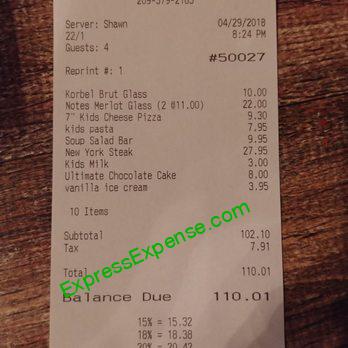 209-379-2183
Server: Shawn 04/29/2018
22/1 8:24 PM
Guests: 4
#50027
Reprint #: 1
Korbel Brut Glass 10.00
Notes Merlot Glass (2 @11.00) 22.00
7" Kids Cheese Pizza 9.30
kids pasta 7.95
Soup Salad Bar 9.95
New York Steak 27.95
Kids Milk 3.00
Ultimate Chocolate Cake 8.00
vanilla ice cream 3.95
10 Items
Subtotal 102.10
Tax 7.91
Total 110.01
Balance Due 110.01
15% = 15.32
18% = 18.38
20% = 20.42
ExpressExpense.com